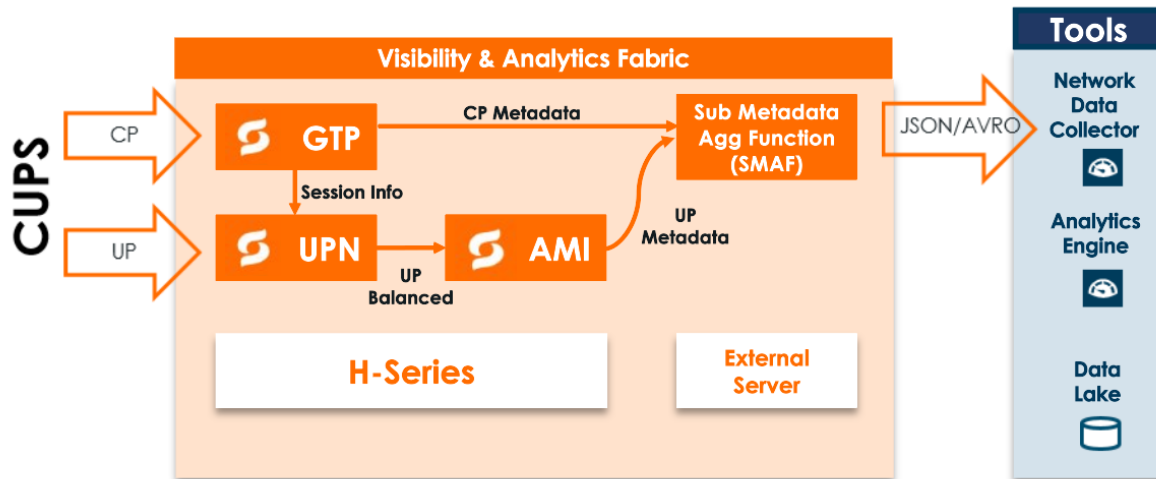 Tools
Visibility & Analytics Fabric
CUPS
CP
GTP
CP Metadata
Sub Metadata
Agg Function
(SMAF)
JSON/AVRO
Network
Data
Collector
Session Info
UP
UPN
UP
Balanced
AMI
UP
Metadata
Analytics
Engine
H-Series
External
Server
Data
Lake